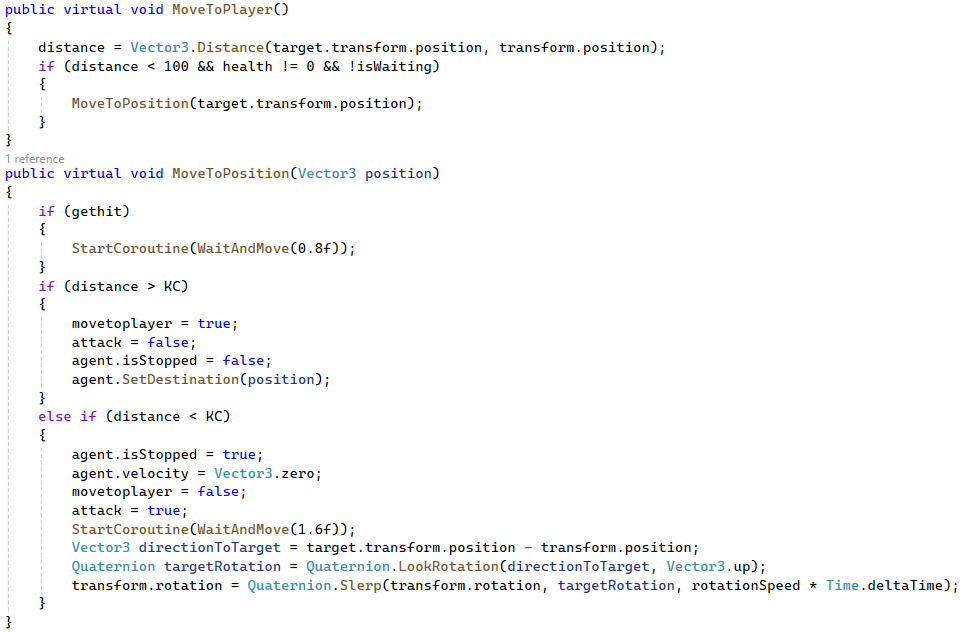 public virtual void MoveToPlayer()
{
    distance = Vector3.Distance(target.transform.position, transform.position);
    if (distance < 100 && health != 0 && !isWaiting)
    {
        MoveToPosition(target.transform.position);
    }
}
1 reference
public virtual void MoveToPosition(Vector3 position)
{
    if (gethit)
    {
        StartCoroutine(WaitAndMove(0.8f));
    }
    if (distance > KC)
    {
        movetoplayer = true;
        attack = false;
        agent.isStopped = false;
        agent.SetDestination(position);
    }
    else if (distance < KC)
    {
        agent.isStopped = true;
        agent.velocity = Vector3.zero;
        movetoplayer = false;
        attack = true;
        StartCoroutine(WaitAndMove(1.6f));
        Vector3 directionToTarget = target.transform.position - transform.position;
        Quaternion targetRotation = Quaternion.LookRotation(directionToTarget, Vector3.up);
        transform.rotation = Quaternion.Slerp(transform.rotation, targetRotation, rotationSpeed * Time.deltaTime);
    }
}